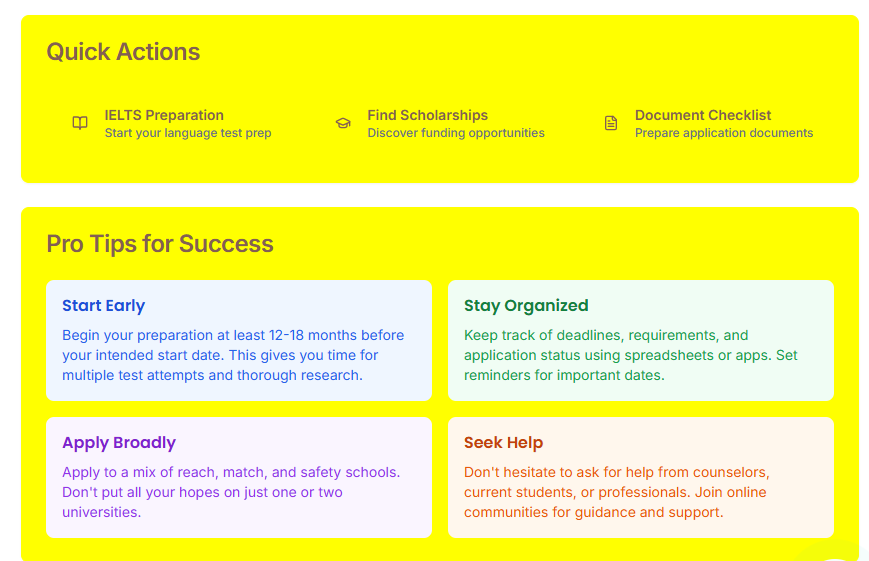 Quick Actions
IELTS Preparation
Start your language test prep
Find Scholarships
Discover funding opportunities
Document Checklist
Prepare application documents
Pro Tips for Success
Start Early
Begin your preparation at least 12-18 months before
your intended start date. This gives you time for
multiple test attempts and thorough research.
Stay Organized
Keep track of deadlines, requirements, and
application status using spreadsheets or apps. Set
reminders for important dates.
Apply Broadly
Apply to a mix of reach, match, and safety schools.
Don't put all your hopes on just one or two
universities.
Seek Help
Don't hesitate to ask for help from counselors,
current students, or professionals. Join online
communities for guidance and support.